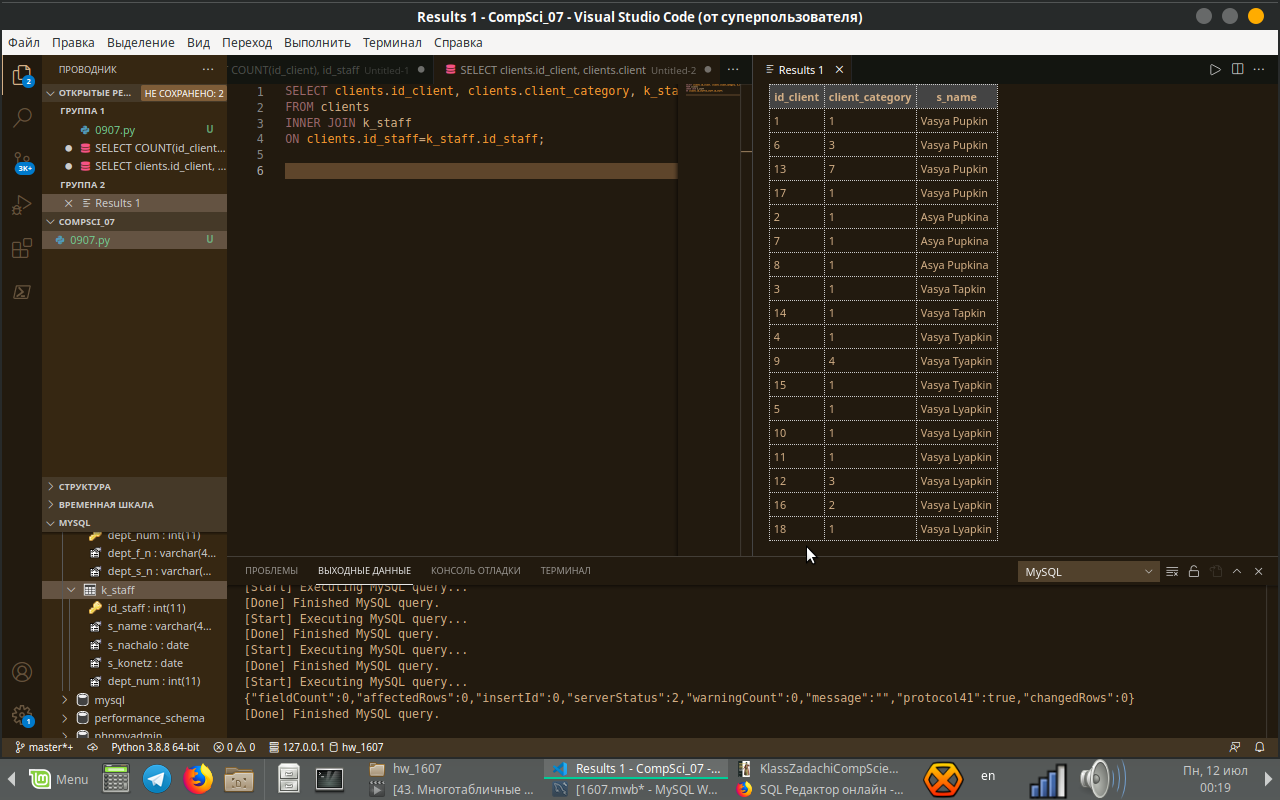 Results 1 - CompSci_07 - Visual Studio Code (от суперпользователя)
Файл Правка Выделение Вид Переход Выполнить Терминал Справка
ПРОВОДНИК ···
COUNT(id_client), id_staff Untitled-1
SELECT clients.id_client, clients.client Untitled-2
Results 1
ОТКРЫТЫЕ РЕ... НЕ СОХРАНЕНО: 2
ГРУППА 1
0907.py U
SELECT COUNT(id_client...
SELECT clients.id_client, ...
ГРУППА 2
Results 1
COMPSCI_07
0907.py U
2
3K+
1
СТРУКТУРА
ВРЕМЕННАЯ ШКАЛА
MYSQL
dept_num : int(11)
dept_f_n : varchar(4...
dept_s_n : varchar(...
k_staff
id_staff : int(11)
s_name : varchar(4...
s_nachalo : date
s_konetz : date
dept_num : int(11)
mysql
performance_schema
phpmyadmin
1 SELECT clients.id_client, clients.client_category, k_sta
2 FROM clients
3 INNER JOIN k_staff
4 ON clients.id_staff=k_staff.id_staff;
5
6
id_client client_category s_name
1 1 Vasya Pupkin
6 3 Vasya Pupkin
13 7 Vasya Pupkin
17 1 Vasya Pupkin
2 1 Asya Pupkina
7 1 Asya Pupkina
8 1 Asya Pupkina
3 1 Vasya Tapkin
14 1 Vasya Tapkin
4 1 Vasya Tyapkin
9 4 Vasya Tyapkin
15 1 Vasya Tyapkin
5 1 Vasya Lyapkin
10 1 Vasya Lyapkin
11 1 Vasya Lyapkin
12 3 Vasya Lyapkin
16 2 Vasya Lyapkin
18 1 Vasya Lyapkin
ПРОБЛЕМЫ ВЫХОДНЫЕ ДАННЫЕ КОНСОЛЬ ОТЛАДКИ ТЕРМИНАЛ MySQL
[Start] Executing MySQL query...
[Done] Finished MySQL query.
[Start] Executing MySQL query...
[Done] Finished MySQL query.
[Start] Executing MySQL query...
[Done] Finished MySQL query.
[Start] Executing MySQL query...
{"fieldCount":0,"affectedRows":0,"insertId":0,"serverStatus":2,"warningCount":0,"message":"","protocol41":true,"changedRows":0}
[Done] Finished MySQL query.
master*+ Python 3.8.8 64-bit 0 0 127.0.0.1 hw_1607
Menu
hw_1607
[43. Многотабличные ...
Results 1 - CompSci_07 -...
[1607.mwb* - MySQL W...
KlassZadachiCompScie...
SQL Редактор онлайн -...
en
Пн, 12 июл
00:19